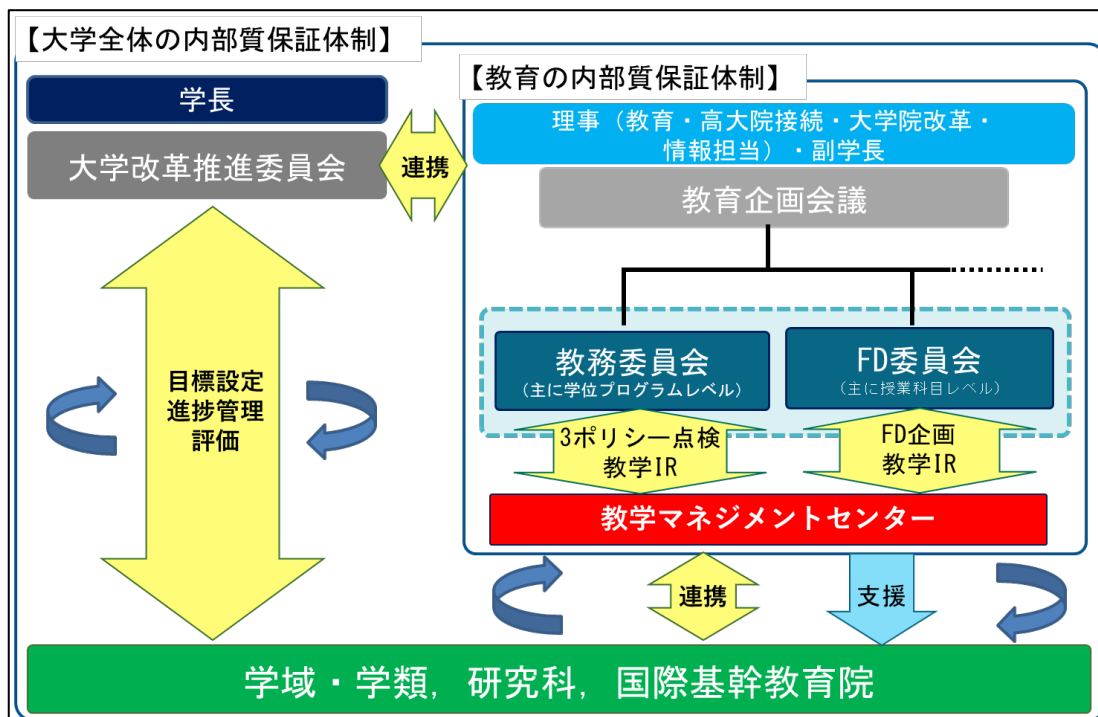 【大学全体の内部質保証体制】
学長
大学改革推進委員会
連携
【教育の内部質保証体制】
理事（教育・高大院接続・大学院改革・
情報担当）・副学長
教育企画会議
教務委員会
（主に学位プログラムレベル）
FD委員会
（主に授業科目レベル）
3ポリシー点検
教学IR
FD企画
教学IR
教学マネジメントセンター
目標設定
進捗管理
評価
連携
支援
学域・学類，研究科，国際基幹教育院